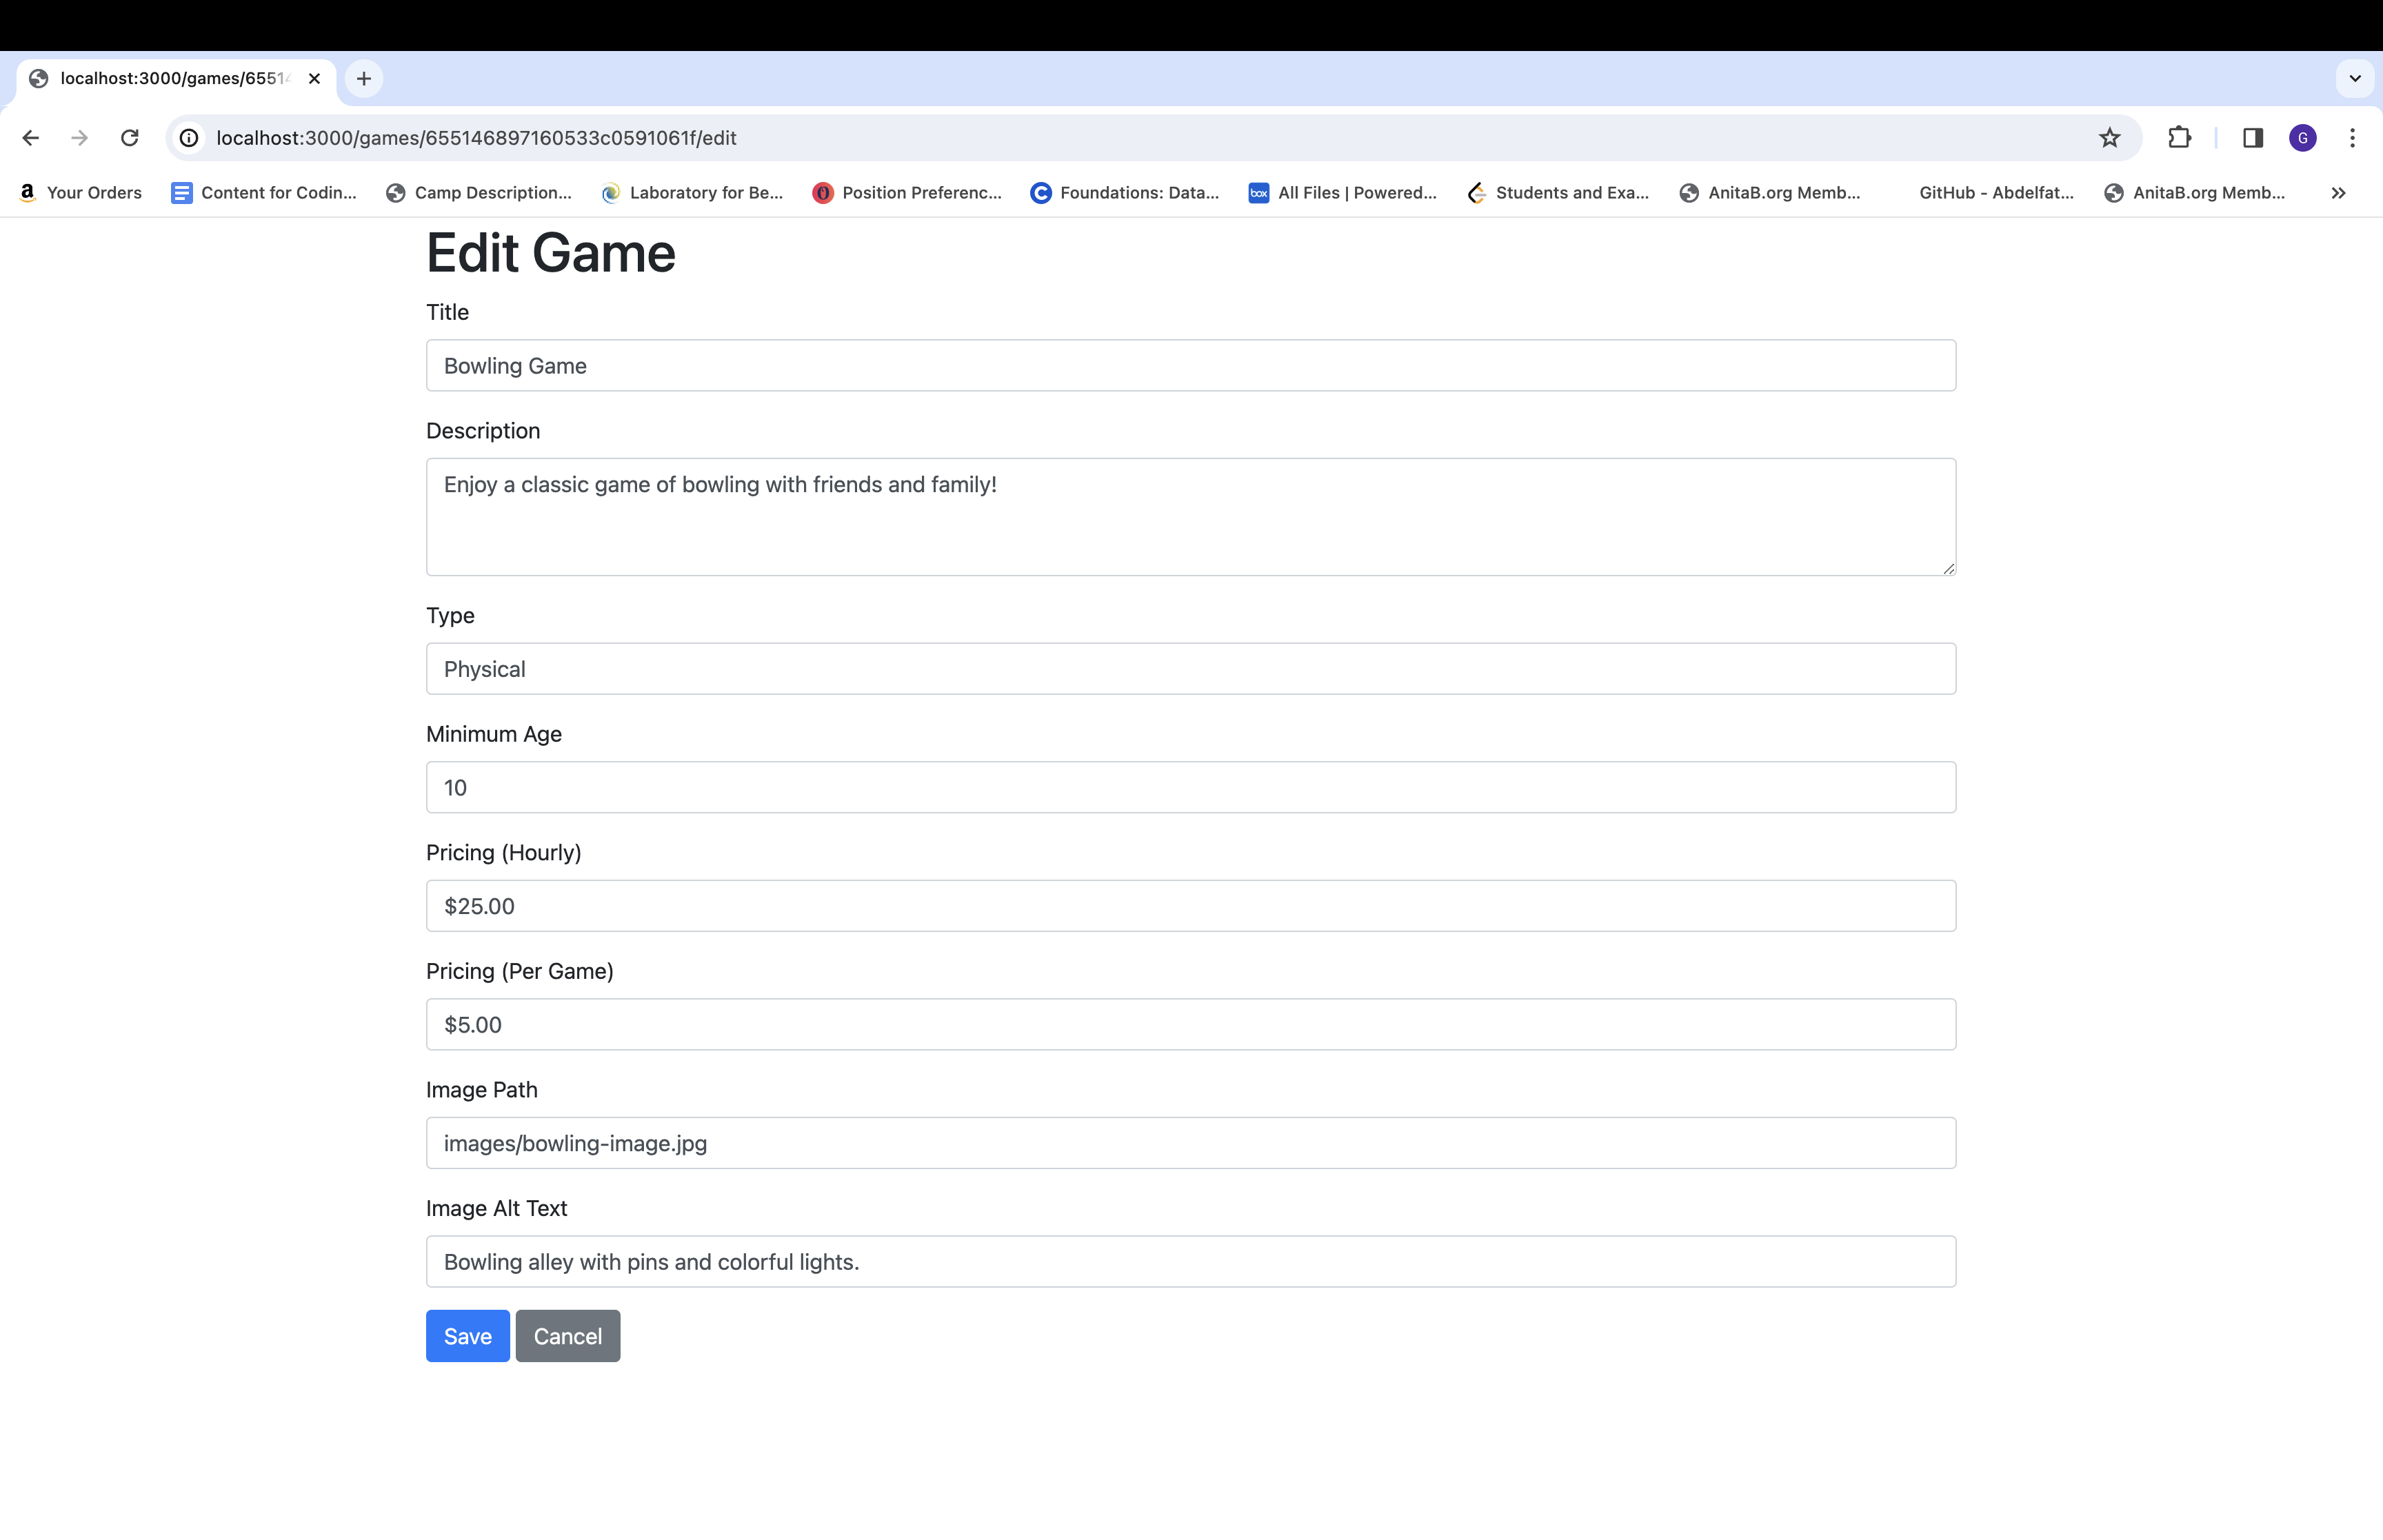 localhost:3000/games/6551
localhost:3000/games/655146897160533c0591061f/edit
G
a Your Orders Content for Codin... Camp Description... Laboratory for Be... Position Preferenc... C Foundations: Data... box All Files | Powered... Students and Exa... AnitaB.org Memb... GitHub - Abdelfat... AnitaB.org Memb...
Edit Game
Title
Bowling Game
Description
Enjoy a classic game of bowling with friends and family!
Type
Physical
Minimum Age
10
Pricing (Hourly)
$25.00
Pricing (Per Game)
$5.00
Image Path
images/bowling-image.jpg
Image Alt Text
Bowling alley with pins and colorful lights.
Save Cancel